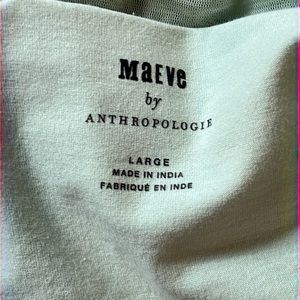 MAEVE
by
ANTHROPOLOGIE
LARGE
MADE IN INDIA
FABRIQUÉ EN INDE